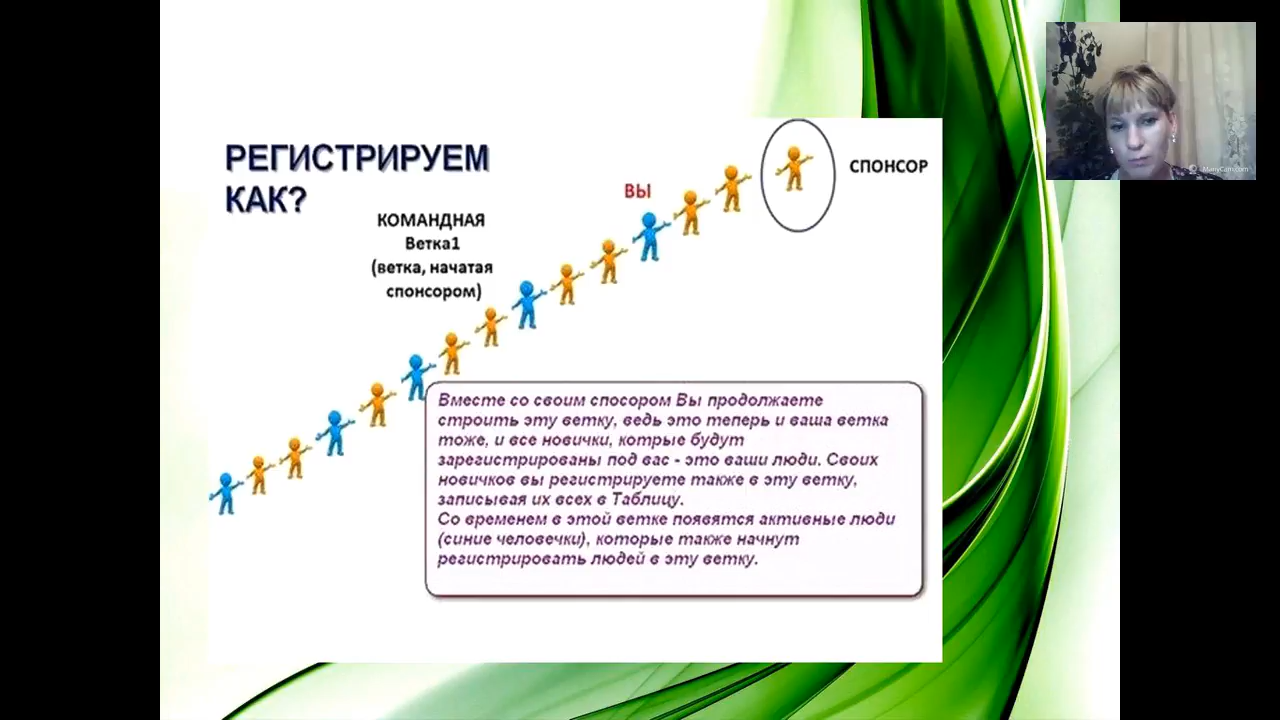 РЕГИСТРИРУЕМ
КАК?
КОМАНДНАЯ
Ветка1
(ветка, начатая
спонсором)
ВЫ
СПОНСОР
Вместе со своим спосором Вы продолжаете
строить эту ветку, ведь это теперь и ваша ветка
тоже, и все новички, котрые будут
зарегистрированы под вас - это ваши люди. Своих
новичков вы регистрируете также в эту ветку,
записывая их всех в Таблицу.
Со временем в этой ветке появятся активные люди
(синие человечки), которые также начнут
регистрировать людей в эту ветку.
ManyCam.com